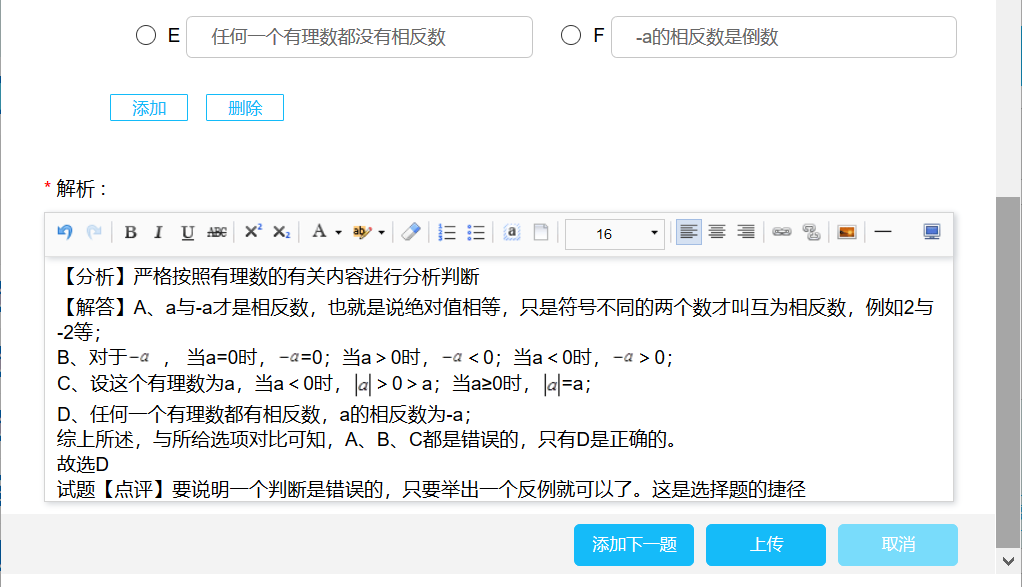 E 任何一个有理数都没有相反数 F -a的相反数是倒数
添加 删除
* 解析：
B I U ABC X² X₂ A ab a 16
【分析】严格按照有理数的有关内容进行分析判断
【解答】A、a与-a才是相反数，也就是说绝对值相等，只是符号不同的两个数才叫互为相反数，例如2与
-2等；
B、对于-a ， 当a=0时，-a=0；当a＞0时，-a＜0；当a＜0时，-a＞0；
C、设这个有理数为a，当a＜0时，|a|＞0＞a；当a≥0时，|a|=a；
D、任何一个有理数都有相反数，a的相反数为-a；
综上所述，与所给选项对比可知，A、B、C都是错误的，只有D是正确的。
故选D
试题【点评】要说明一个判断是错误的，只要举出一个反例就可以了。这是选择题的捷径
添加下一题 上传 取消